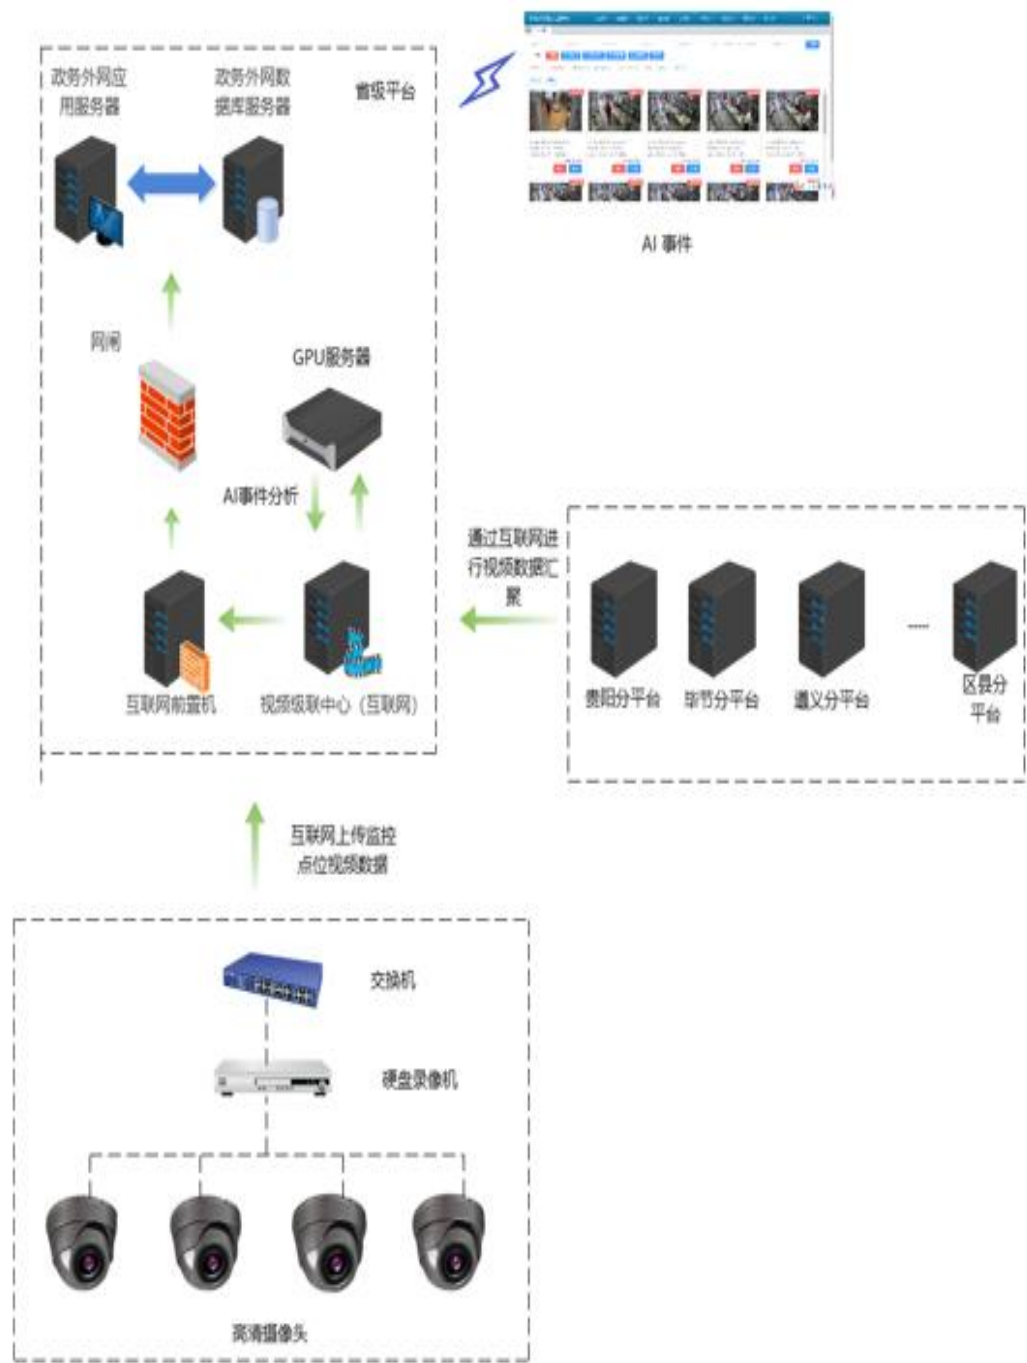 政务外网应
用服务器
政务外网数
据库服务器
省级平台
AI 事件
网闸
GPU服务器
AI事件分析
互联网前置机
视频级联中心（互联网）
通过互联网进
行视频数据汇
聚
贵阳分平台
毕节分平台
遵义分平台
.....
区县分
平台
互联网上传监控
点位视频数据
交换机
硬盘录像机
高清摄像头